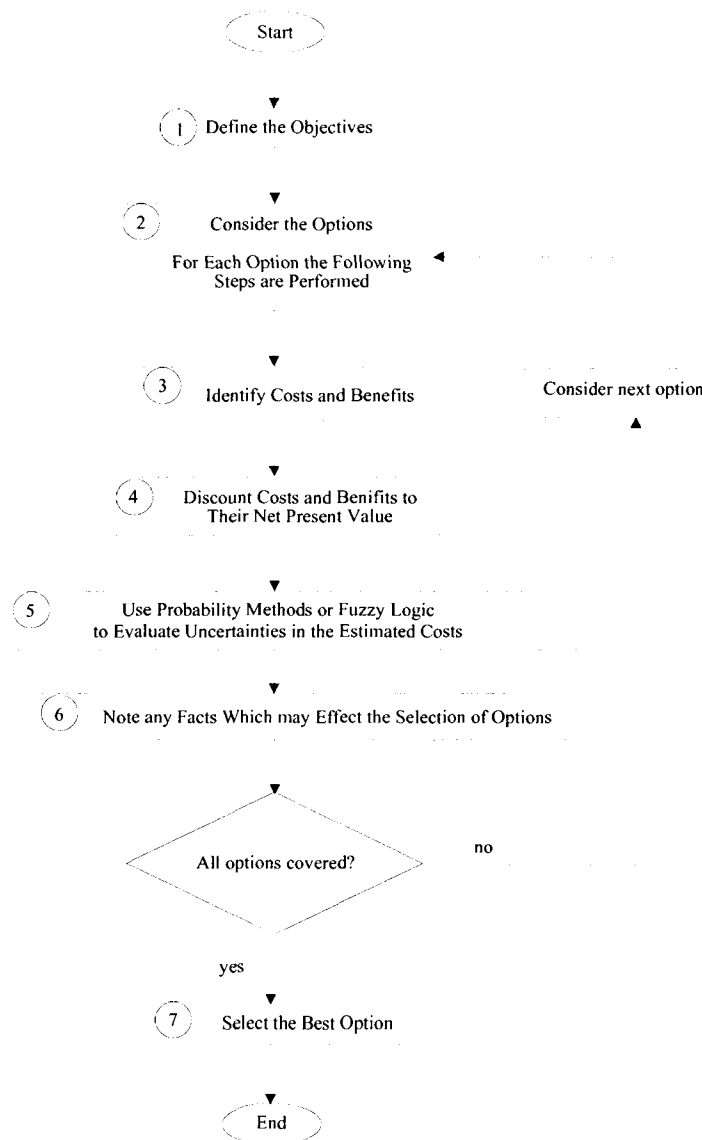 Start
1 Define the Objectives
2 Consider the Options
For Each Option the Following
Steps are Performed
3 Identify Costs and Benefits
Consider next option
4 Discount Costs and Benifits to
Their Net Present Value
5 Use Probability Methods or Fuzzy Logic
to Evaluate Uncertainties in the Estimated Costs
6 Note any Facts Which may Effect the Selection of Options
All options covered?
no
yes
7 Select the Best Option
End